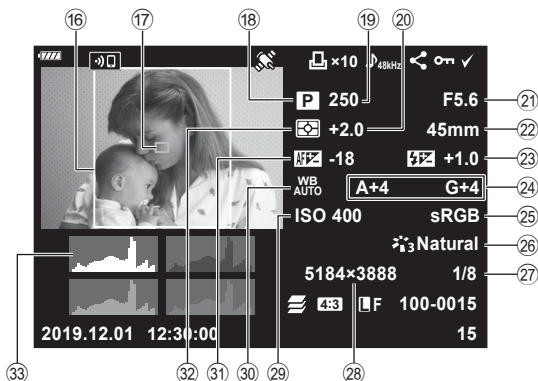 ⑯ ⑰ ⑱ ⑲ ⑳
×10 48kHz
P 250 F5.6 ㉑
+2.0 45mm ㉒
AF -18 +1.0 ㉓
WB AUTO A+4 G+4 ㉔
ISO 400 sRGB ㉕
3 Natural ㉖
5184×3888 1/8 ㉗
4:3 L F 100-0015
2019.12.01 12:30:00 15
㉝ ㉜ ㉛ ㉚ ㉙ ㉘